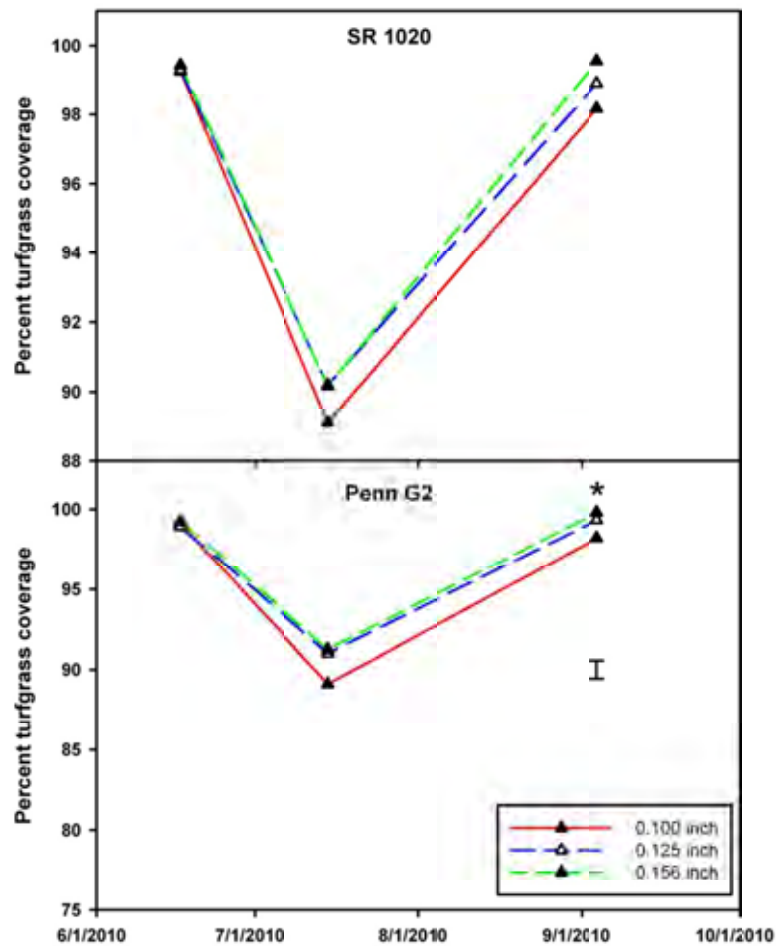 SR 1020
Percent turfgrass coverage
100
98
96
94
92
90
88
Penn G2
*
Percent turfgrass coverage
100
95
90
85
80
75
0.100 inch
0.125 inch
0.156 inch
6/1/2010 7/1/2010 8/1/2010 9/1/2010 10/1/2010